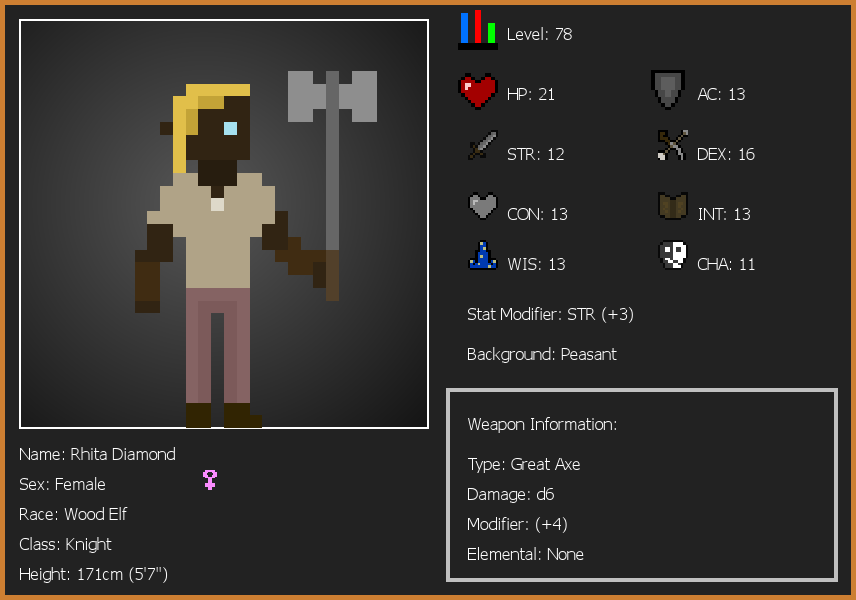 Level: 78
HP: 21
AC: 13
STR: 12
DEX: 16
CON: 13
INT: 13
WIS: 13
CHA: 11
Stat Modifier: STR (+3)
Background: Peasant
Weapon Information:
Type: Great Axe
Damage: d6
Modifier: (+4)
Elemental: None
Name: Rhita Diamond
Sex: Female
Race: Wood Elf
Class: Knight
Height: 171cm (5'7")